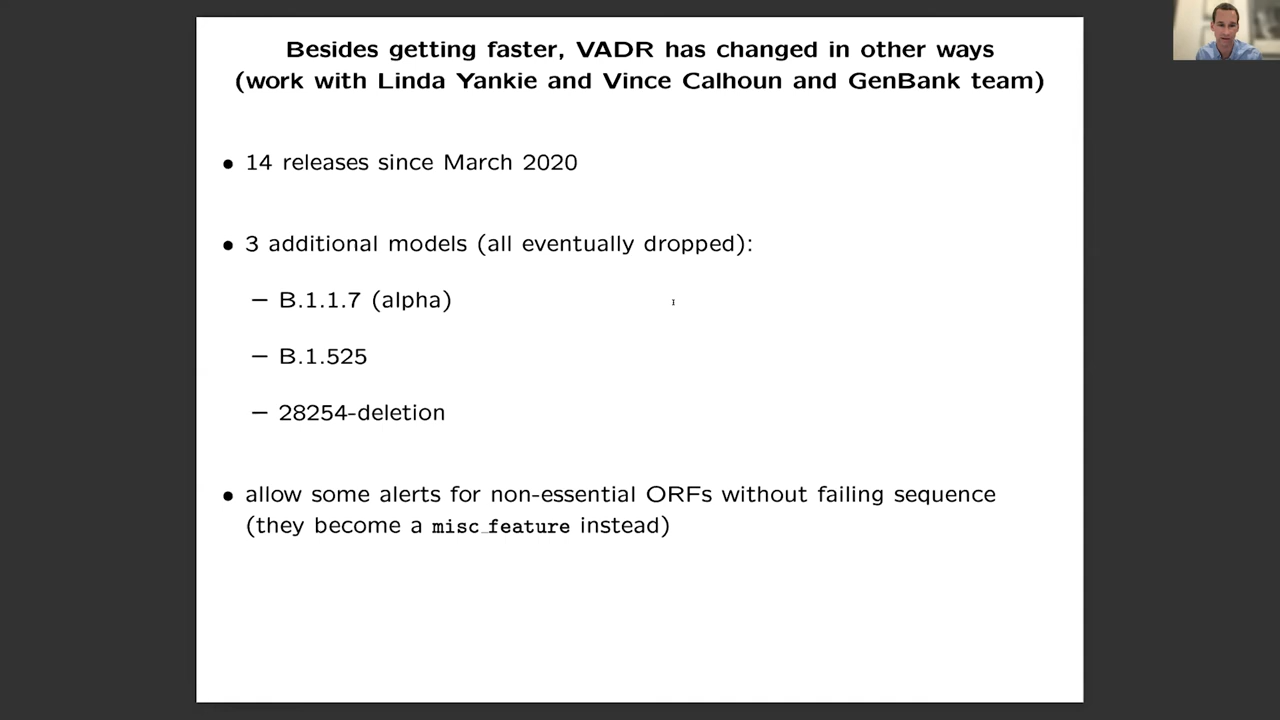 Besides getting faster, VADR has changed in other ways
(work with Linda Yankie and Vince Calhoun and GenBank team)
• 14 releases since March 2020
• 3 additional models (all eventually dropped):
– B.1.1.7 (alpha)
– B.1.525
– 28254-deletion
• allow some alerts for non-essential ORFs without failing sequence
(they become a misc_feature instead)